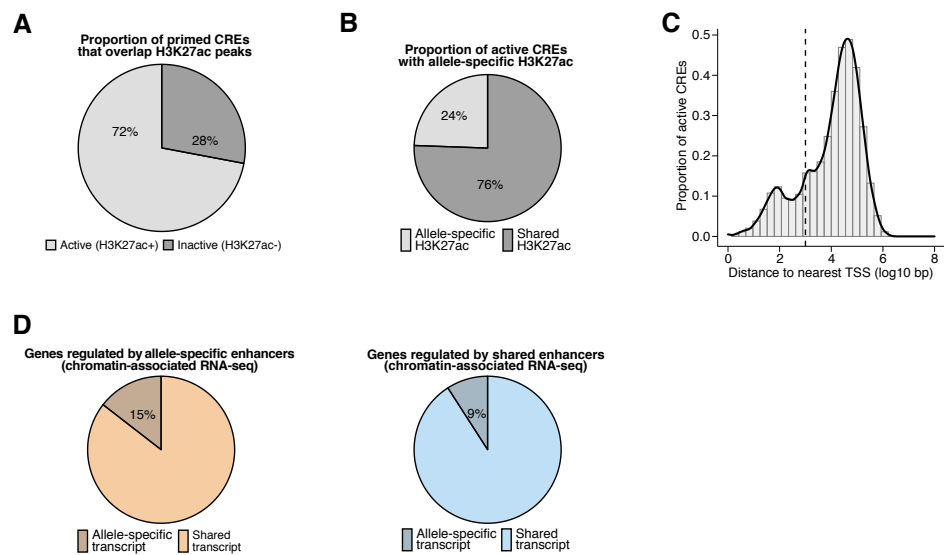 A
Proportion of primed CREs
that overlap H3K27ac peaks
72%
28%
Active (H3K27ac+)
Inactive (H3K27ac-)
B
Proportion of active CREs
with allele-specific H3K27ac
24%
76%
Allele-specific
H3K27ac
Shared
H3K27ac
C
Proportion of active CREs
0.5
0.4
0.3
0.2
0.1
0.0
0 2 4 6 8
Distance to nearest TSS (log10 bp)
D
Genes regulated by allele-specific enhancers
(chromatin-associated RNA-seq)
15%
Allele-specific
transcript
Shared
transcript
Genes regulated by shared enhancers
(chromatin-associated RNA-seq)
9%
Allele-specific
transcript
Shared
transcript